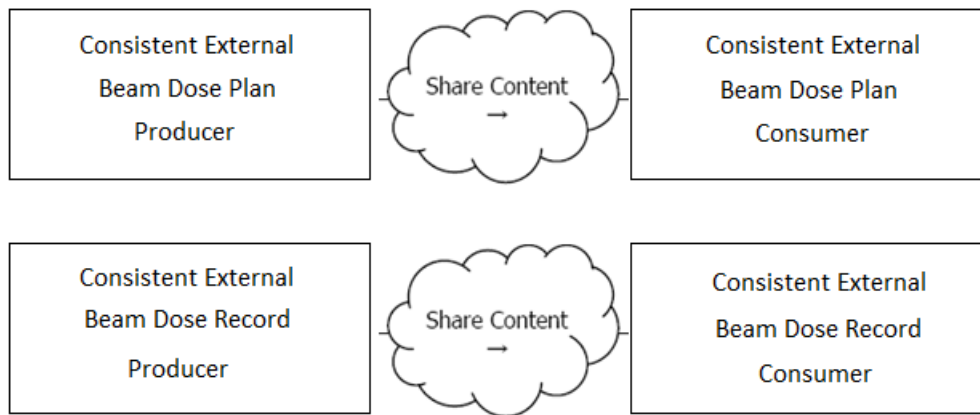 Consistent External
Beam Dose Plan
Producer
Share Content
→
Consistent External
Beam Dose Plan
Consumer
Consistent External
Beam Dose Record
Producer
Share Content
→
Consistent External
Beam Dose Record
Consumer